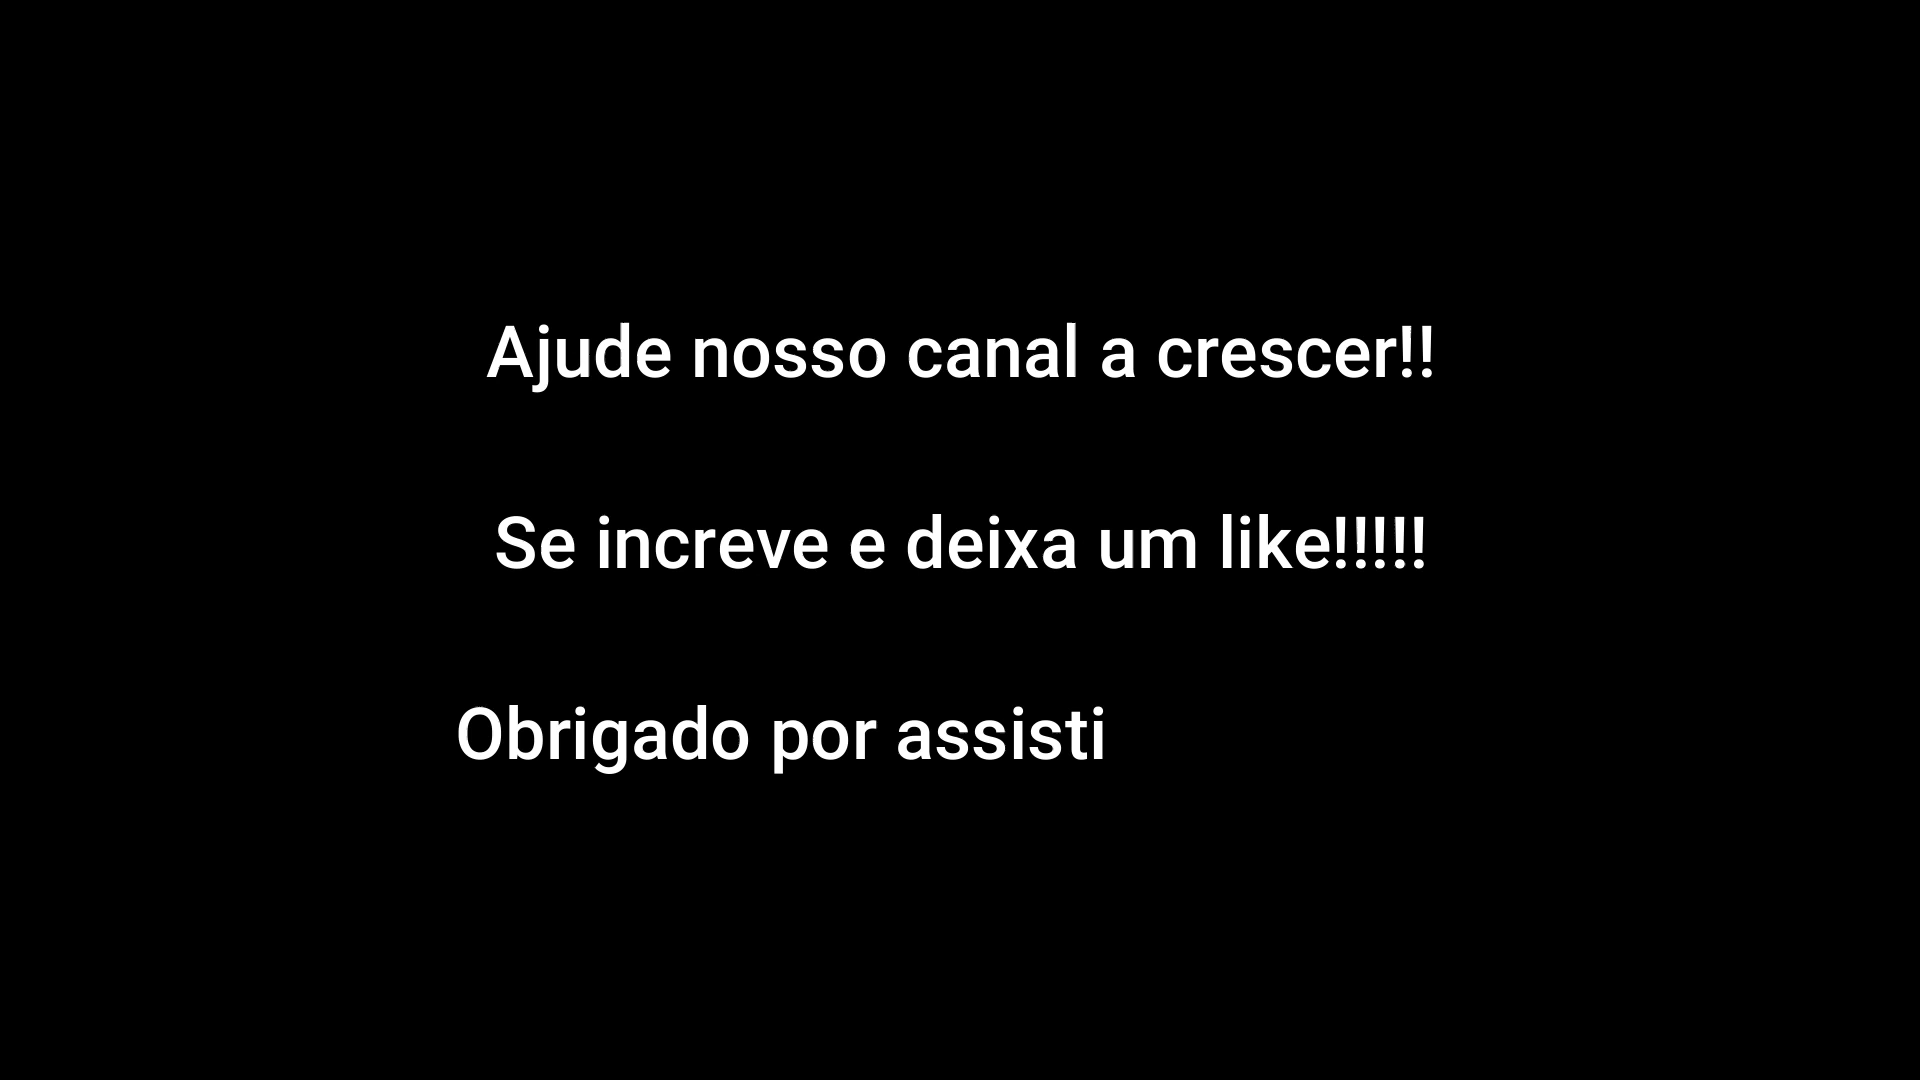 Ajude nosso canal a crescer!!
Se increve e deixa um like!!!!!
Obrigado por assisti